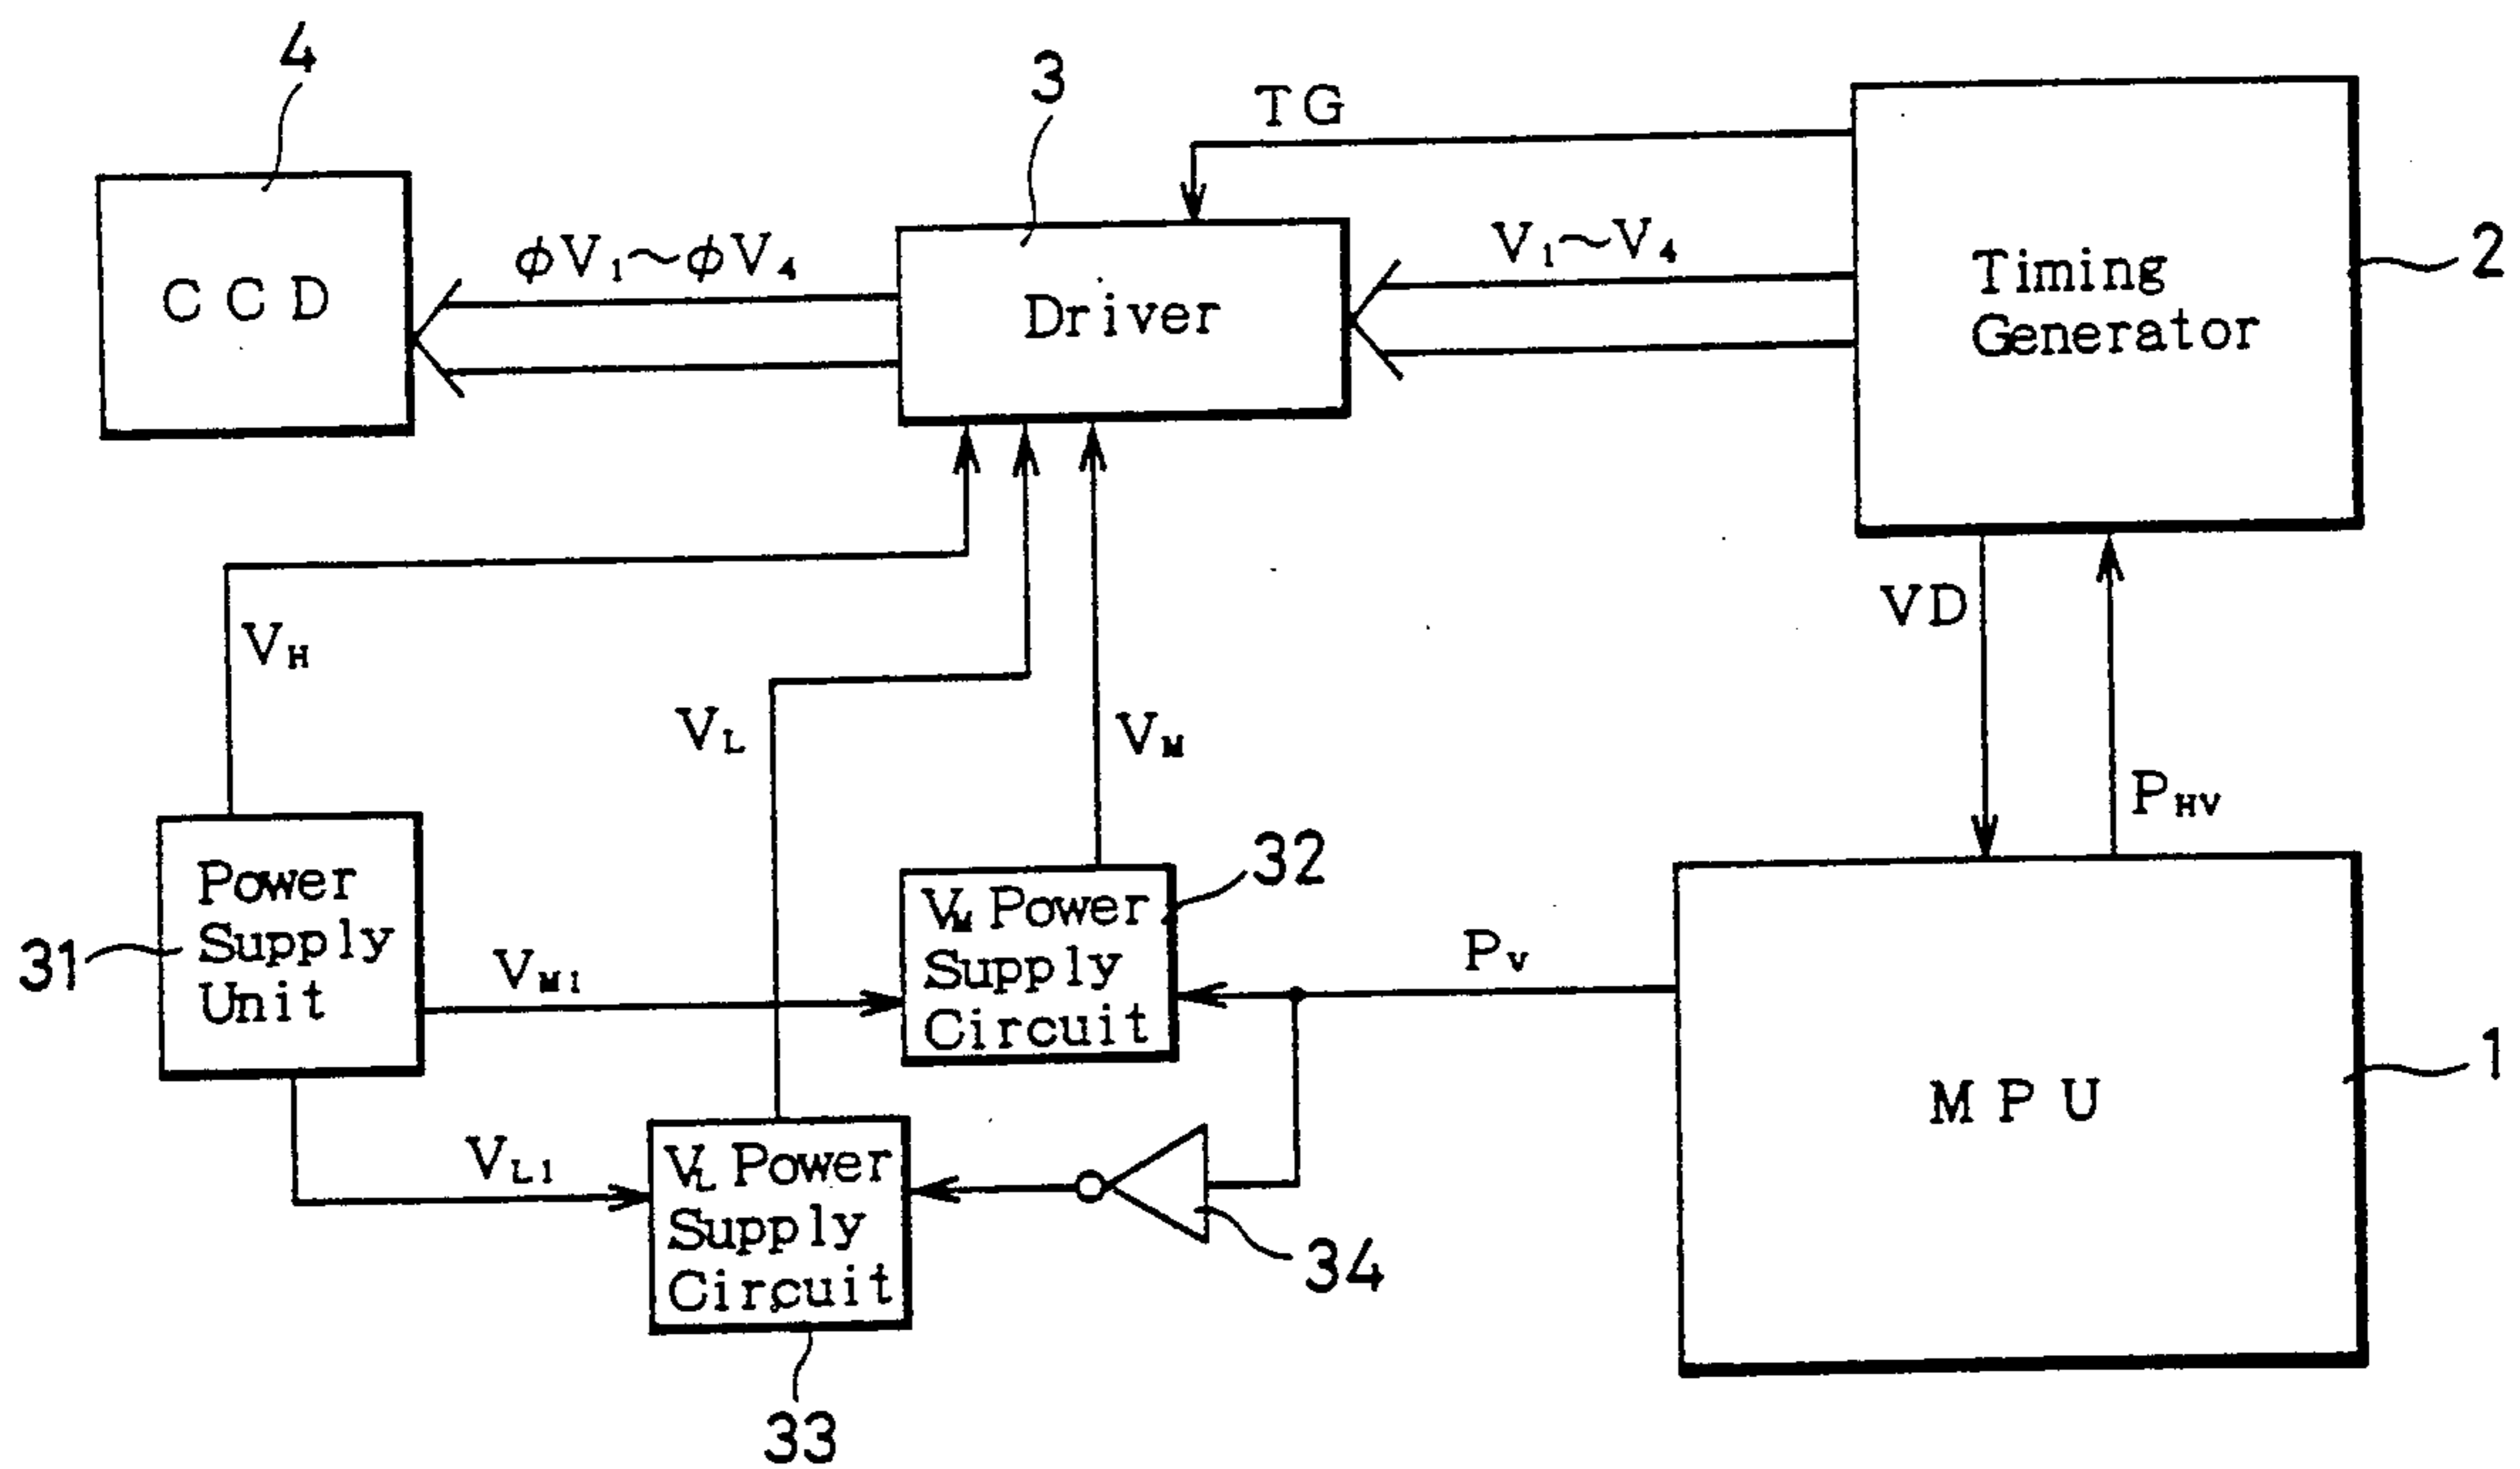 4
3
TG
CCD
φV1~φV4
Driver
V1~V4
Timing
Generator
2
VH
VL
VM
VD
PHV
Power
Supply
Unit
31
VM1
VM Power
Supply
Circuit
32
PV
MPU
1
VL1
VL Power
Supply
Circuit
33
34